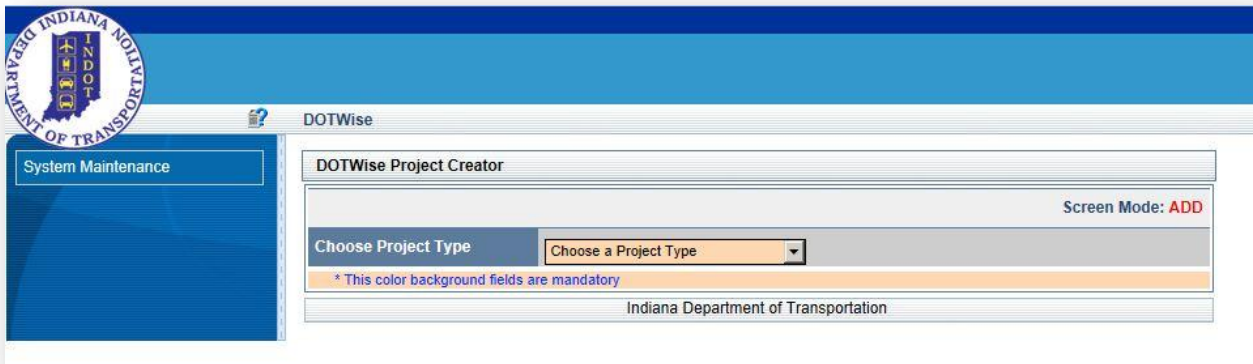 INDIANA
DEPARTMENT OF TRANSPORTATION
INDOT
DOTWise
System Maintenance
DOTWise Project Creator
Screen Mode: ADD
Choose Project Type
Choose a Project Type
* This color background fields are mandatory
Indiana Department of Transportation